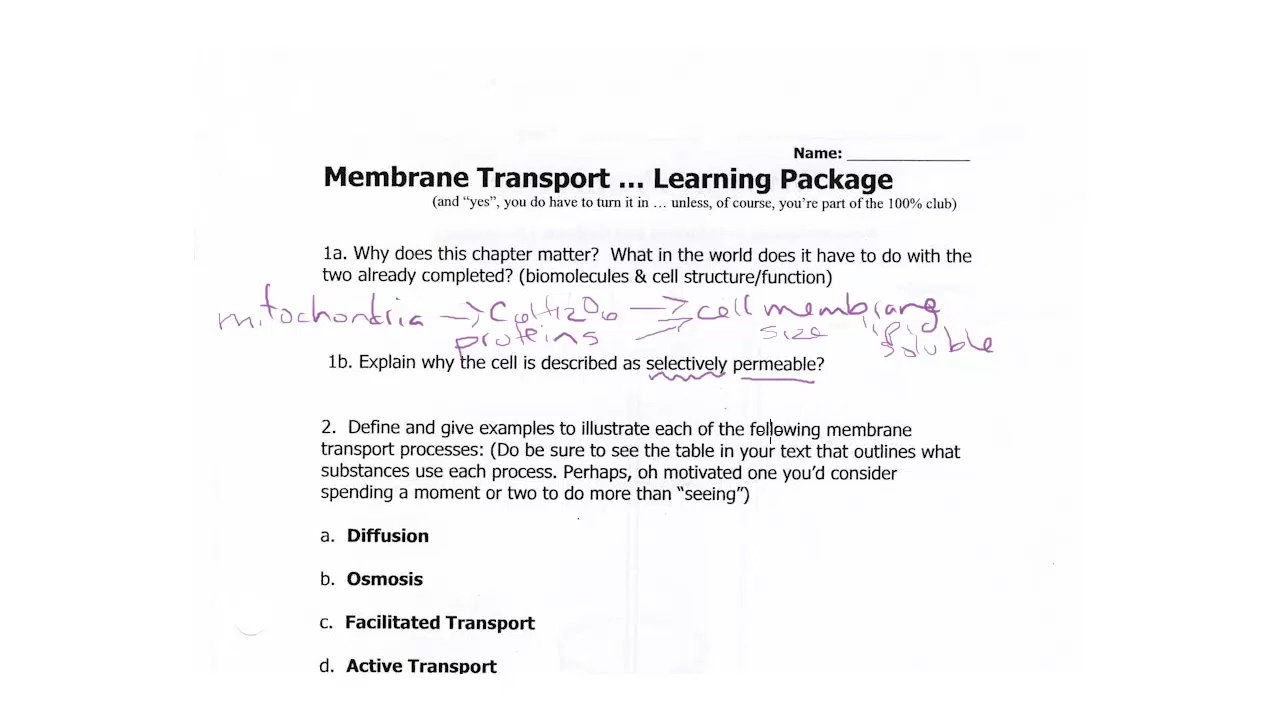 Name: ____________
Membrane Transport ... Learning Package
(and “yes”, you do have to turn it in ... unless, of course, you're part of the 100% club)
1a. Why does this chapter matter? What in the world does it have to do with the
two already completed? (biomolecules & cell structure/function)
mitochondria → C6H12O6 → cell membrane
proteins size lipid soluble
1b. Explain why the cell is described as selectively permeable?
2. Define and give examples to illustrate each of the following membrane
transport processes: (Do be sure to see the table in your text that outlines what
substances use each process. Perhaps, oh motivated one you'd consider
spending a moment or two to do more than “seeing”)
a. Diffusion
b. Osmosis
c. Facilitated Transport
d. Active Transport